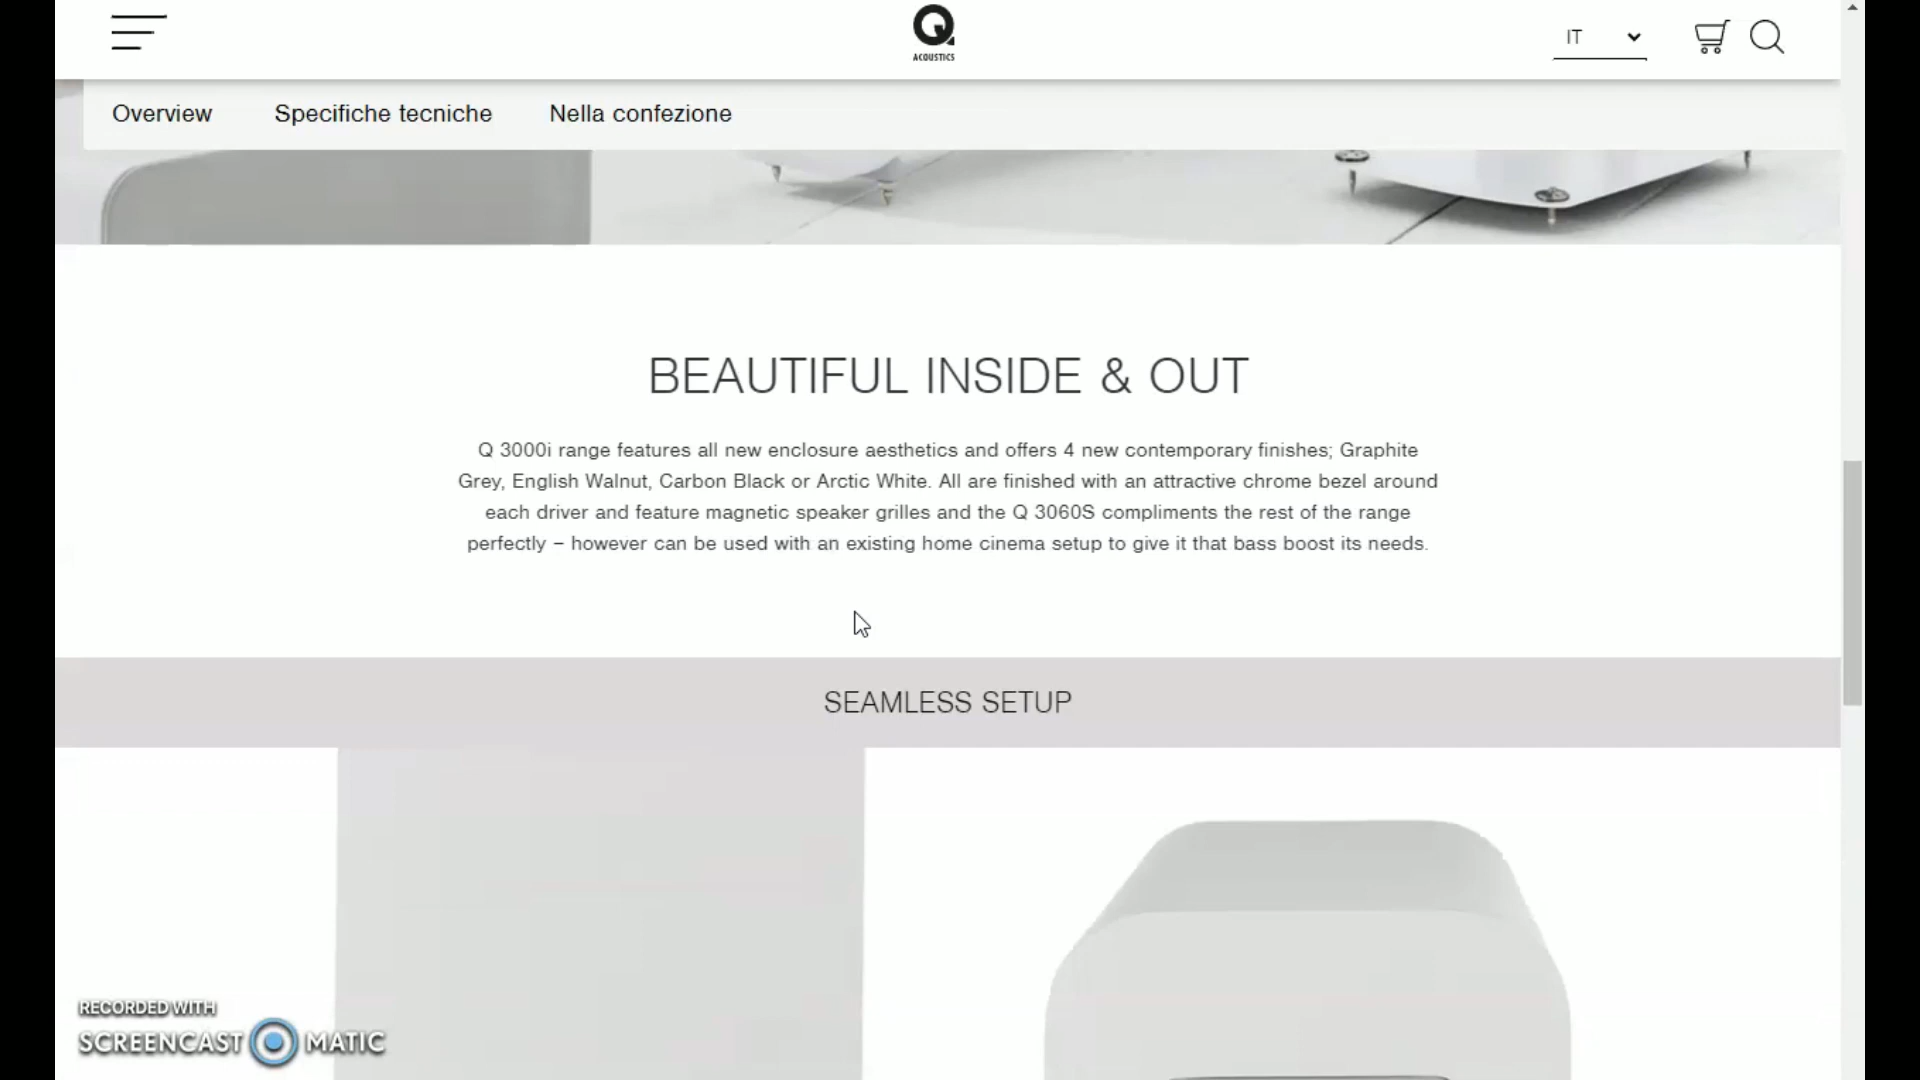 Q
ACOUSTICS
IT
Overview Specifiche tecniche Nella confezione
BEAUTIFUL INSIDE & OUT
Q 3000i range features all new enclosure aesthetics and offers 4 new contemporary finishes; Graphite
Grey, English Walnut, Carbon Black or Arctic White. All are finished with an attractive chrome bezel around
each driver and feature magnetic speaker grilles and the Q 3060S compliments the rest of the range
perfectly – however can be used with an existing home cinema setup to give it that bass boost its needs.
SEAMLESS SETUP
RECORDED WITH
SCREENCAST MATIC